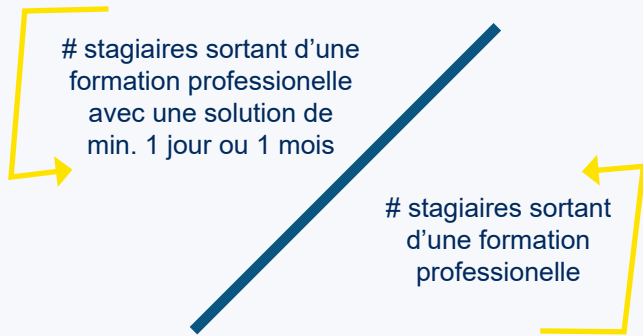 # stagiaires sortant d’une
formation professionelle
avec une solution de
min. 1 jour ou 1 mois
# stagiaires sortant
d’une formation
professionelle